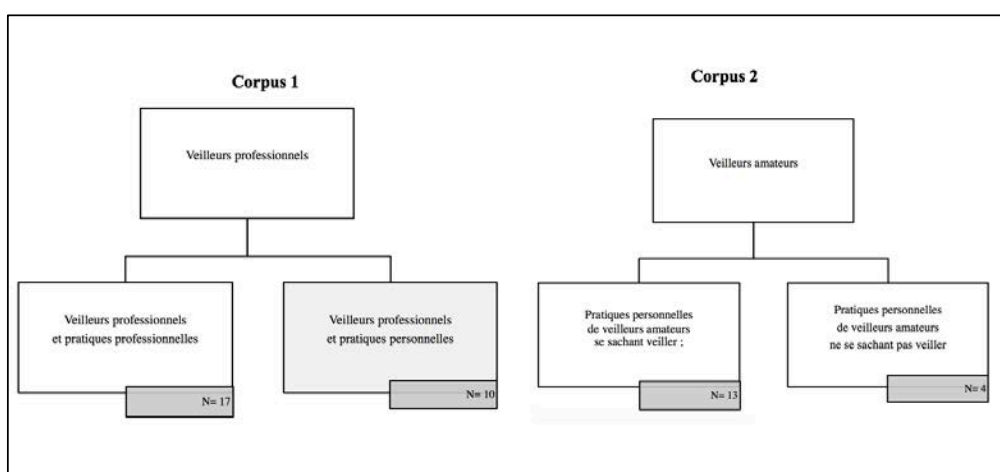 Corpus 1
Veilleurs professionnels
Veilleurs professionnels
et pratiques professionnelles
N= 17
Veilleurs professionnels
et pratiques personnelles
N= 10
Corpus 2
Veilleurs amateurs
Pratiques personnelles
de veilleurs amateurs
se sachant veiller ;
N= 13
Pratiques personnelles
de veilleurs amateurs
ne se sachant pas veiller
N= 4